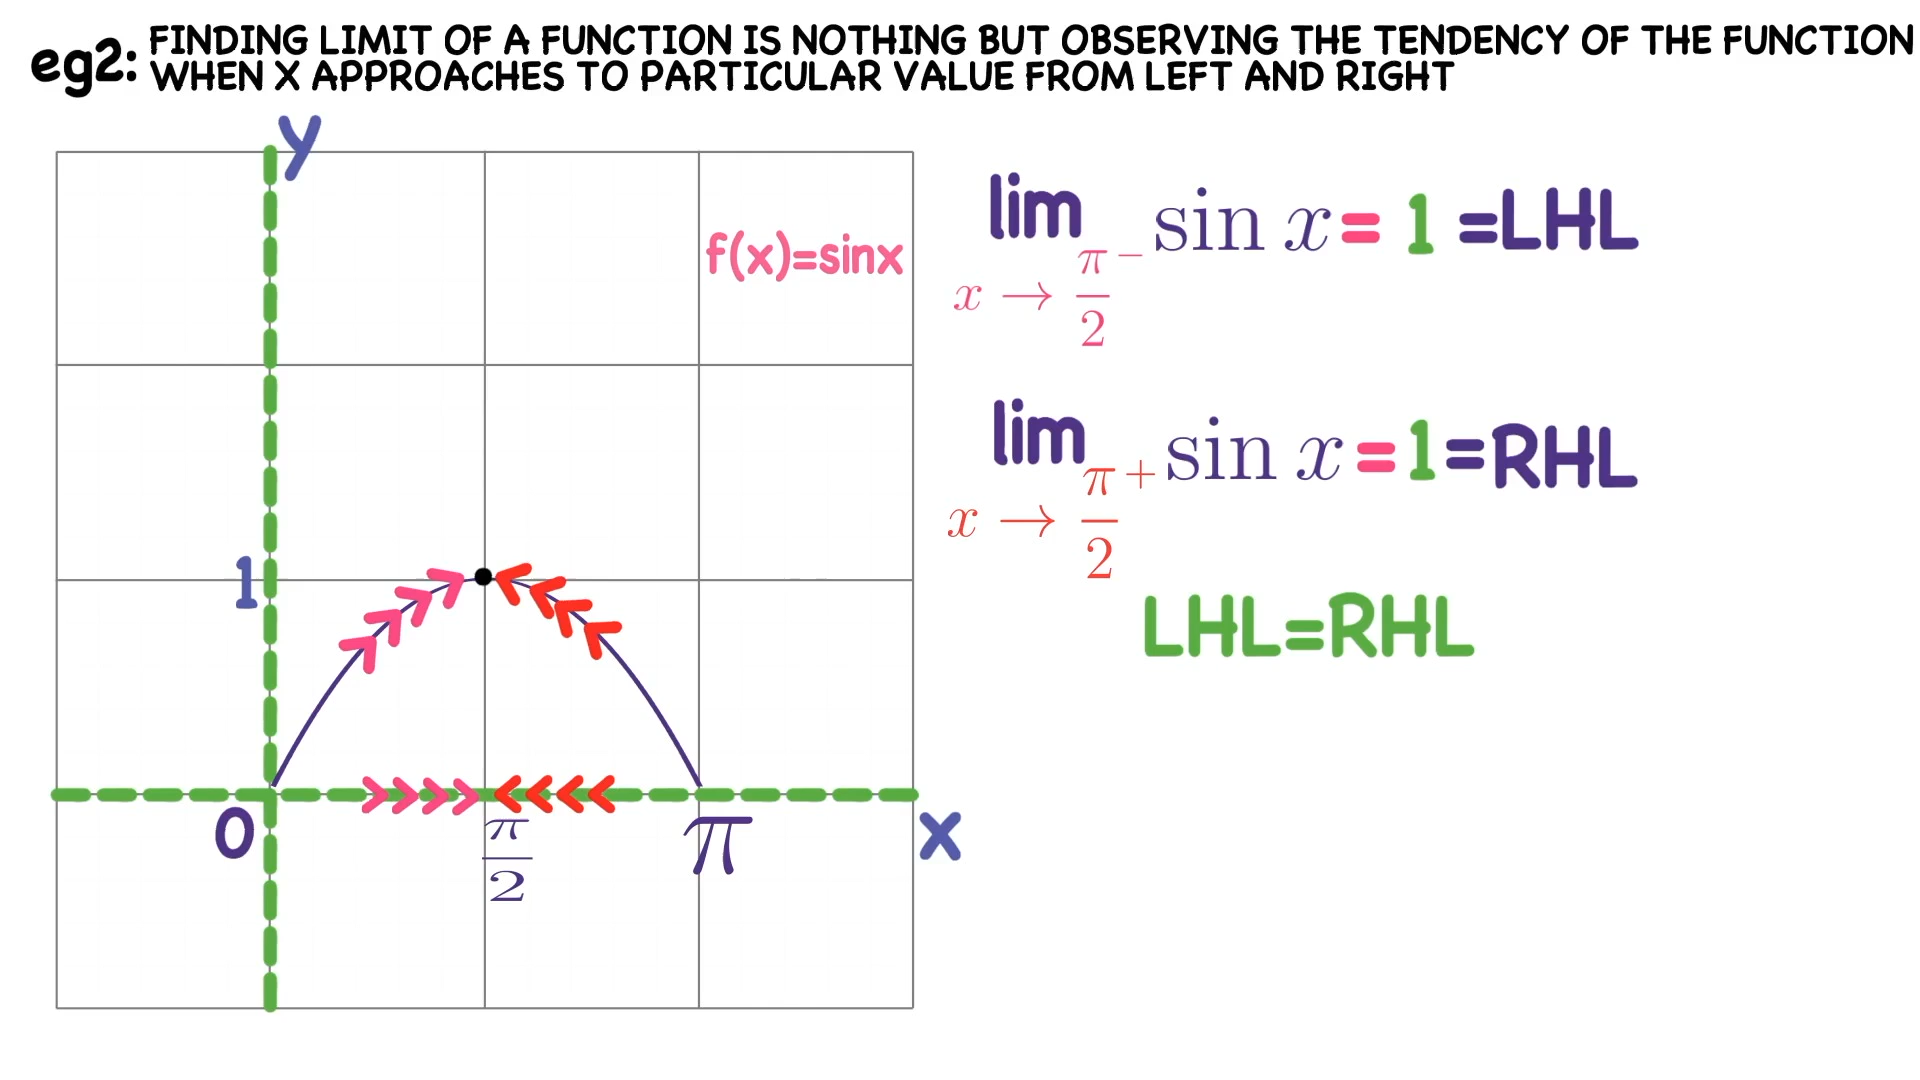 eg2: FINDING LIMIT OF A FUNCTION IS NOTHING BUT OBSERVING THE TENDENCY OF THE FUNCTION
WHEN X APPROACHES TO PARTICULAR VALUE FROM LEFT AND RIGHT
y
f(x)=sinx
1
0
π/2
π
x
lim x → π/2⁻ sin x = 1 =LHL
lim x → π/2⁺ sin x = 1 =RHL
LHL=RHL